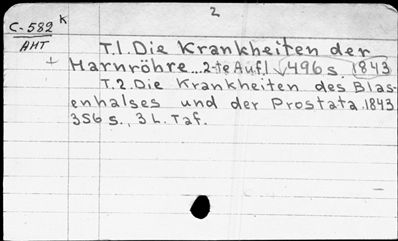 2
C-582 K
АНТ
+
T.1. Die Krankheiten der
Harnröhre... 2-te Aufl √496 s. 1843
T.2. Die Krankheiten des Blas-
enhalses und der Prostata. 1843
356 s., 3 L. Taf.